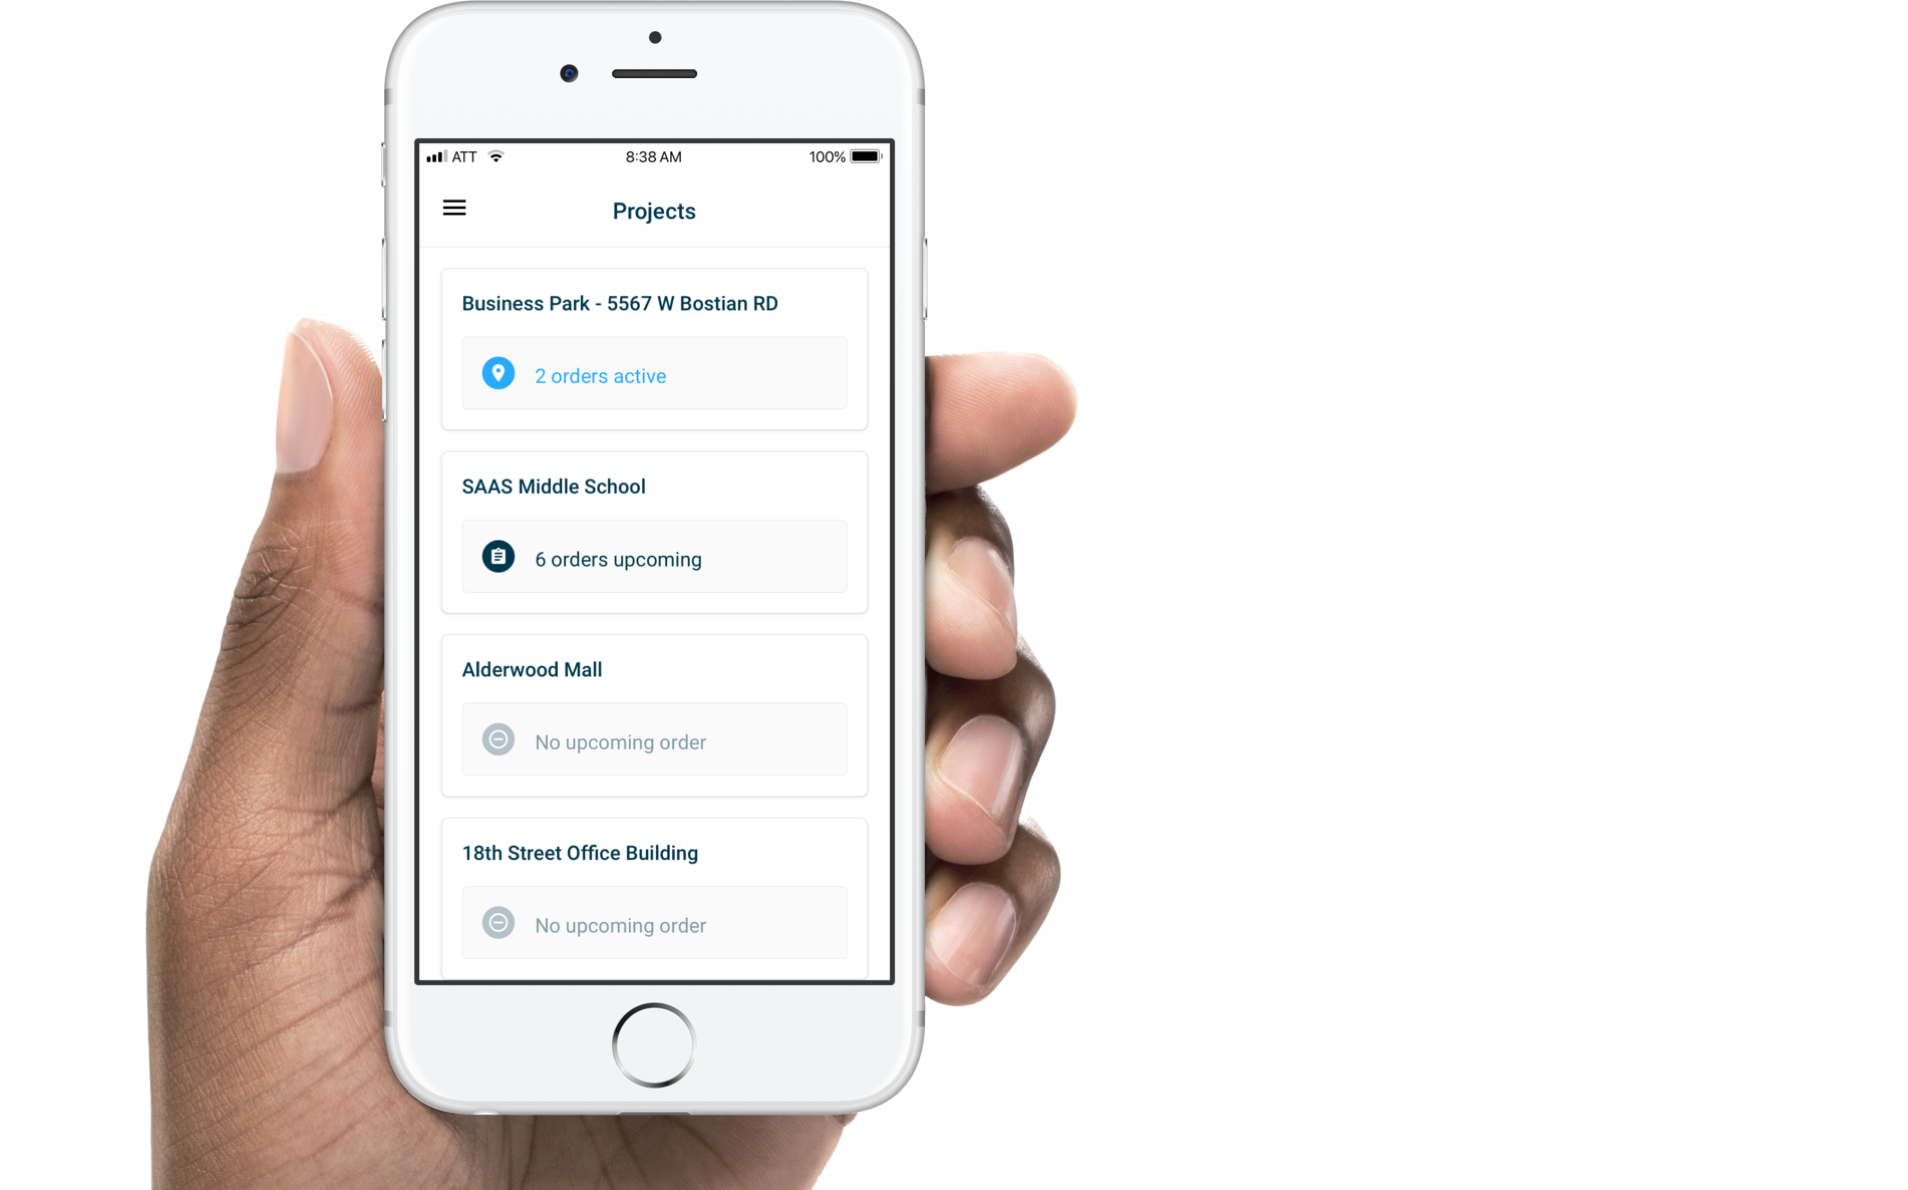 ATT 8:38 AM 100%
Projects
Business Park - 5567 W Bostian RD
2 orders active
SAAS Middle School
6 orders upcoming
Alderwood Mall
No upcoming order
18th Street Office Building
No upcoming order